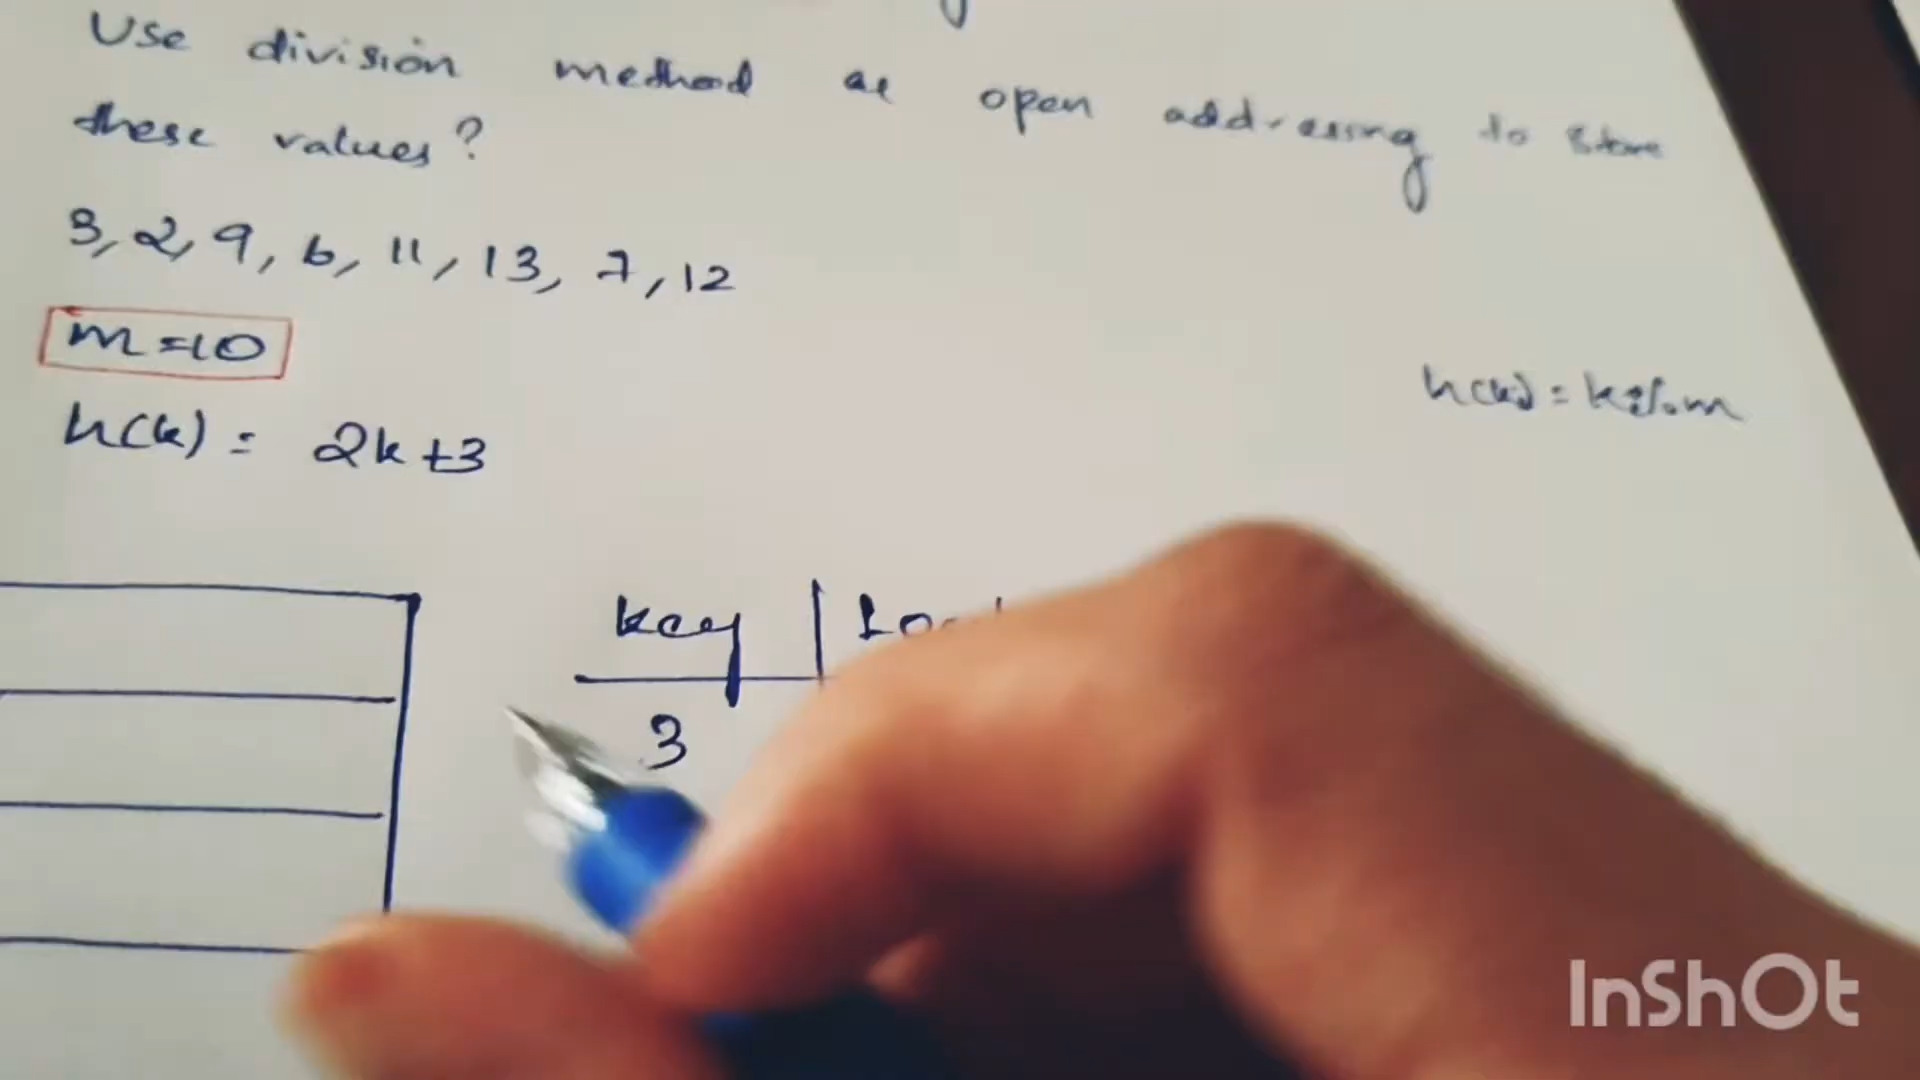 Use division method as open addressing to store
these values?
3, 2, 9, 6, 11, 13, 7, 12
m=10
h(k) = k%m
h(k) = 2k+3
key
3
InShOt